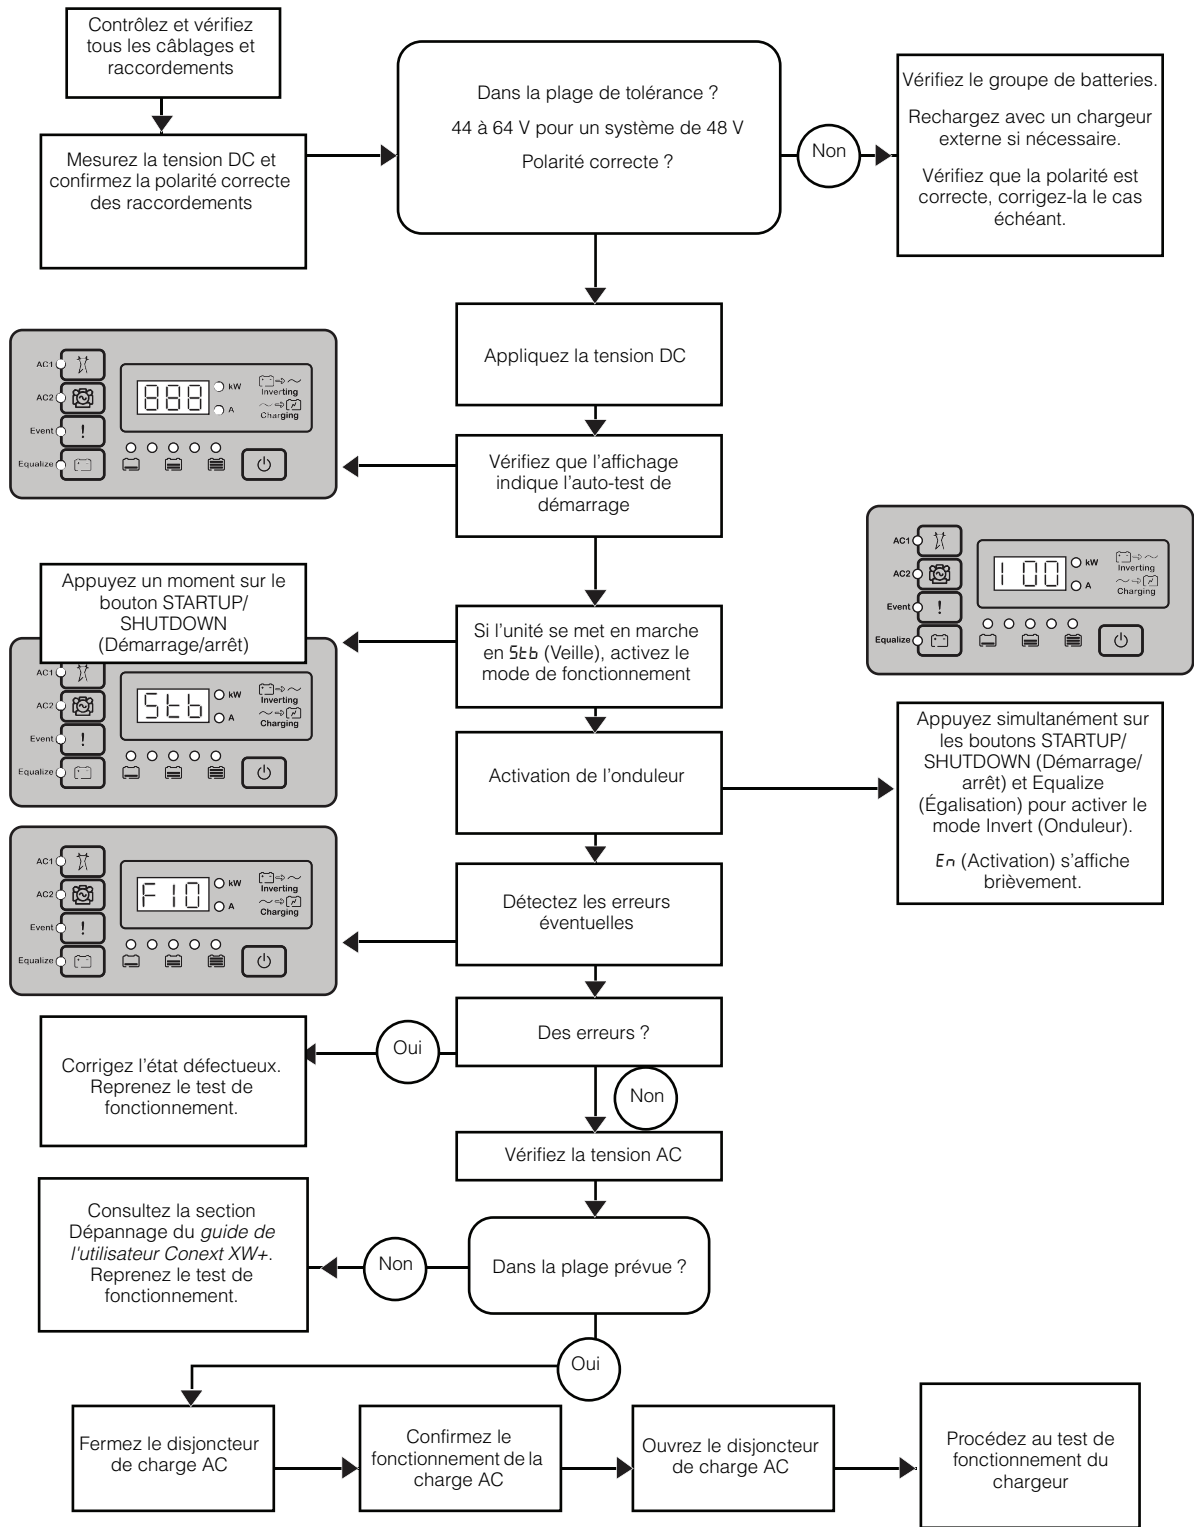 Contrôlez et vérifiez
tous les câblages et
raccordements
Mesurez la tension DC et
confirmez la polarité correcte
des raccordements
Dans la plage de tolérance ?
44 à 64 V pour un système de 48 V
Polarité correcte ?
Non
Vérifiez le groupe de batteries.
Rechargez avec un chargeur
externe si nécessaire.
Vérifiez que la polarité est
correcte, corrigez-la le cas
échéant.
Appliquez la tension DC
AC1
AC2
Event
Equalize
888
kW
A
Inverting
Charging
Vérifiez que l'affichage
indique l'auto-test de
démarrage
Appuyez un moment sur le
bouton STARTUP/
SHUTDOWN
(Démarrage/arrêt)
AC1
AC2
Event
Equalize
Stb
kW
A
Inverting
Charging
Si l'unité se met en marche
en Stb (Veille), activez le
mode de fonctionnement
AC1
AC2
Event
Equalize
100
kW
A
Inverting
Charging
Activation de l'onduleur
Appuyez simultanément sur
les boutons STARTUP/
SHUTDOWN (Démarrage/
arrêt) et Equalize
(Égalisation) pour activer le
mode Invert (Onduleur).
En (Activation) s'affiche
brièvement.
AC1
AC2
Event
Equalize
F10
kW
A
Inverting
Charging
Détectez les erreurs
éventuelles
Des erreurs ?
Oui
Corrigez l'état défectueux.
Reprenez le test de
fonctionnement.
Non
Vérifiez la tension AC
Dans la plage prévue ?
Non
Consultez la section
Dépannage du guide de
l'utilisateur Conext XW+.
Reprenez le test de
fonctionnement.
Oui
Fermez le disjoncteur
de charge AC
Confirmez le
fonctionnement de la
charge AC
Ouvrez le disjoncteur
de charge AC
Procédez au test de
fonctionnement du
chargeur